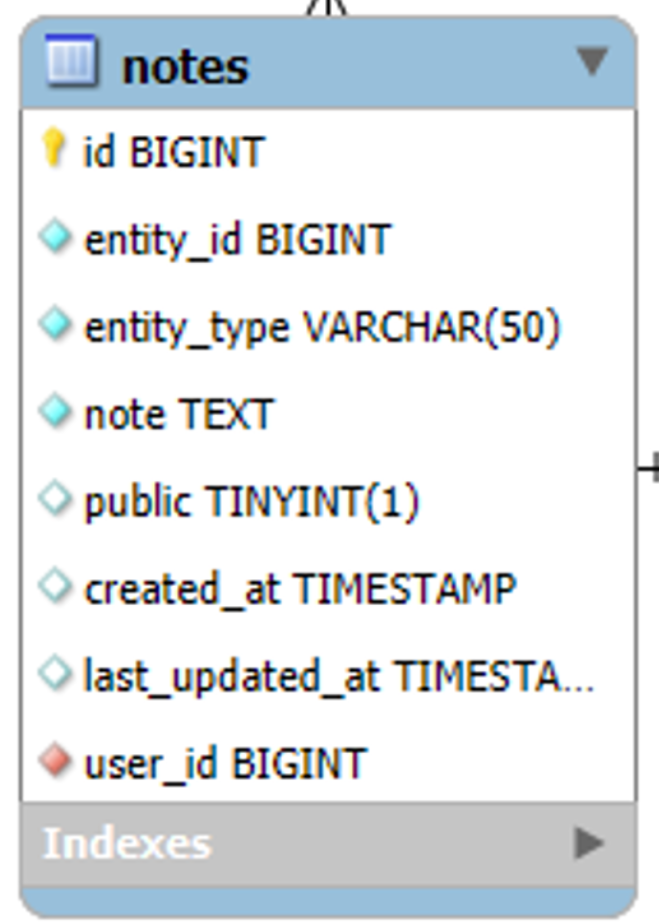 notes
id BIGINT
entity_id BIGINT
entity_type VARCHAR(50)
note TEXT
public TINYINT(1)
created_at TIMESTAMP
last_updated_at TIMESTA...
user_id BIGINT
Indexes